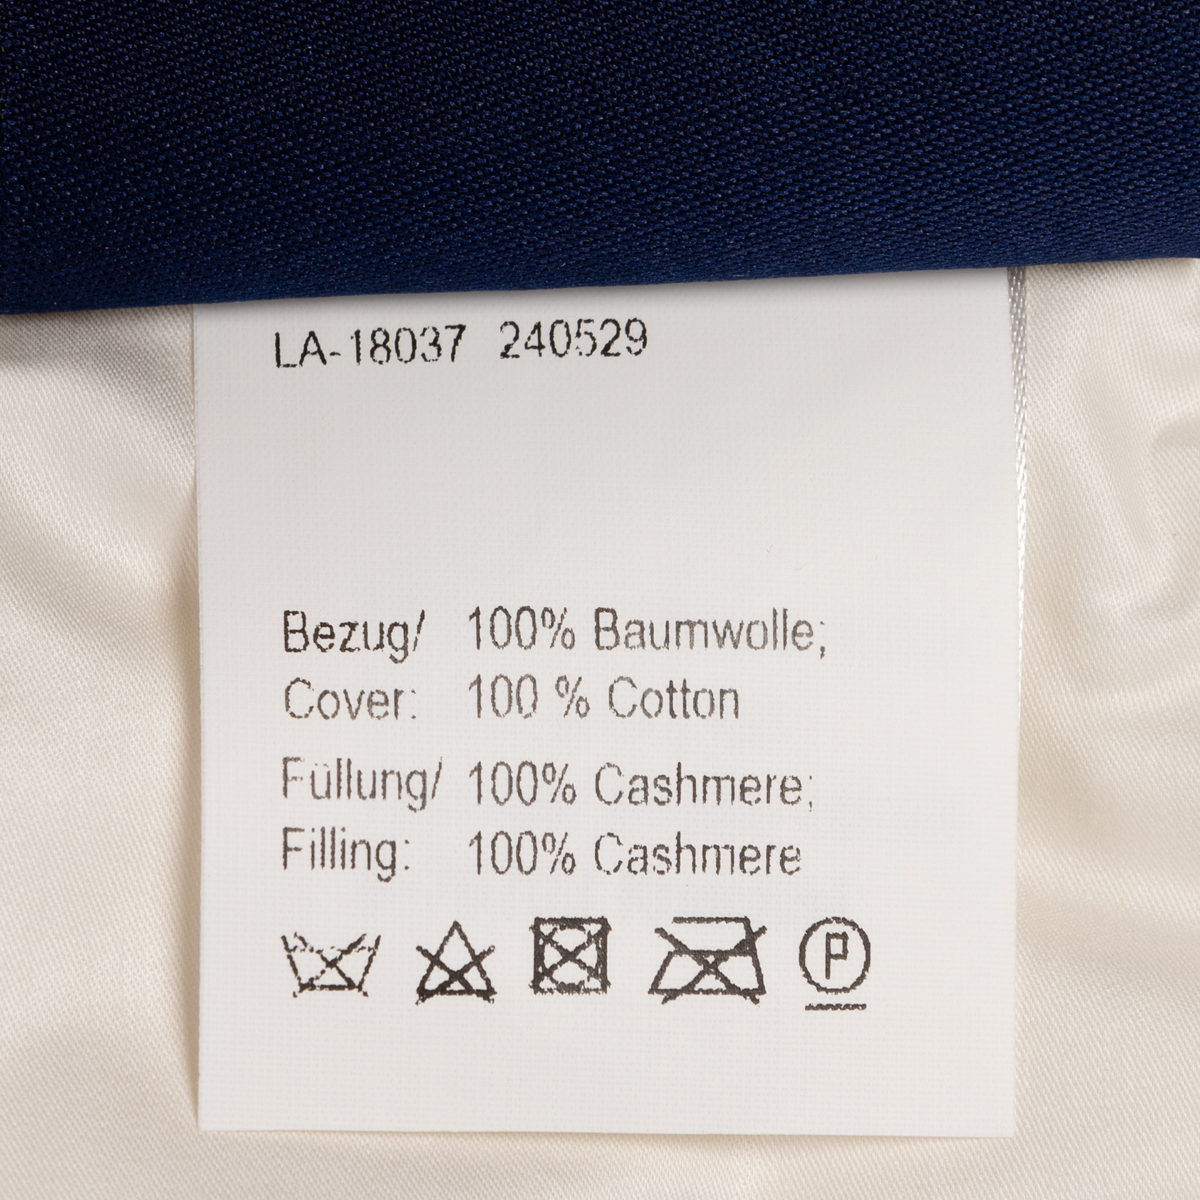 LA-18037 240529
Bezug/ 100% Baumwolle;
Cover: 100 % Cotton
Füllung/ 100% Cashmere;
Filling: 100% Cashmere
P